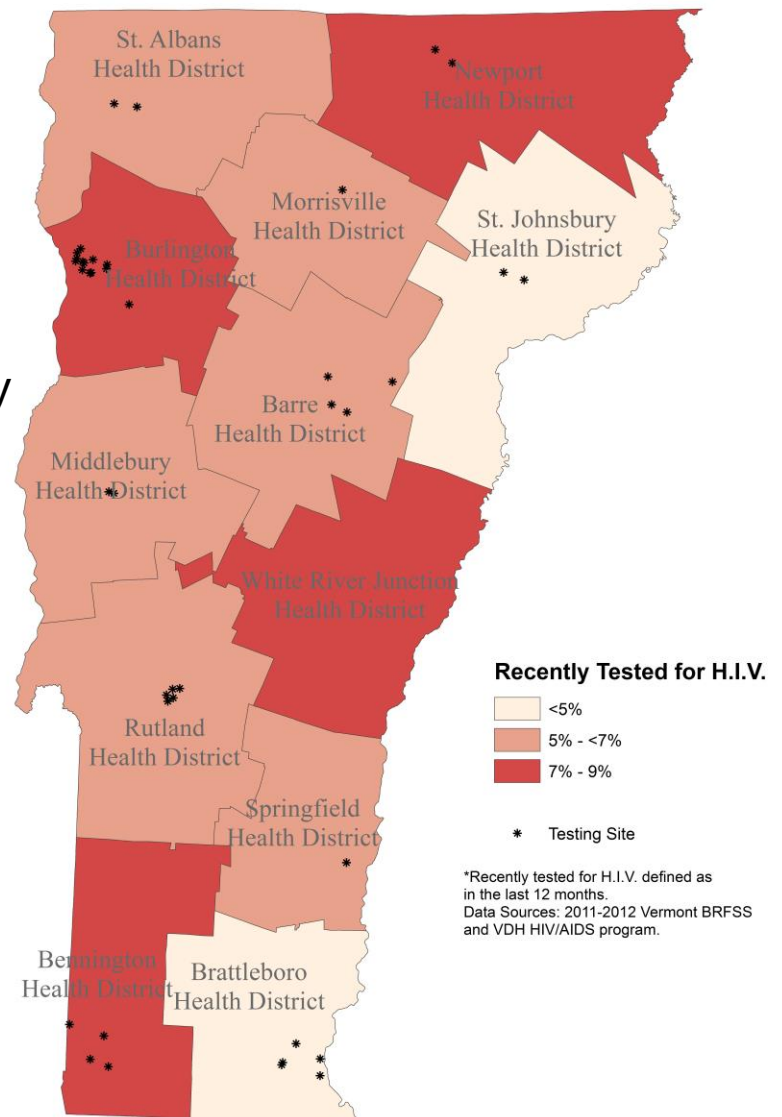 St. Albans
Health District
Newport
Health District
Morrisville
Health District
St. Johnsbury
Health District
Burlington
Health District
Barre
Health District
Middlebury
Health District
White River Junction
Health District
Recently Tested for H.I.V.
<5%
5% - <7%
7% - 9%
Rutland
Health District
Springfield
Health District
* Testing Site
*Recently tested for H.I.V. defined as
in the last 12 months.
Data Sources: 2011-2012 Vermont BRFSS
and VDH HIV/AIDS program.
Bennington
Health District
Brattleboro
Health District